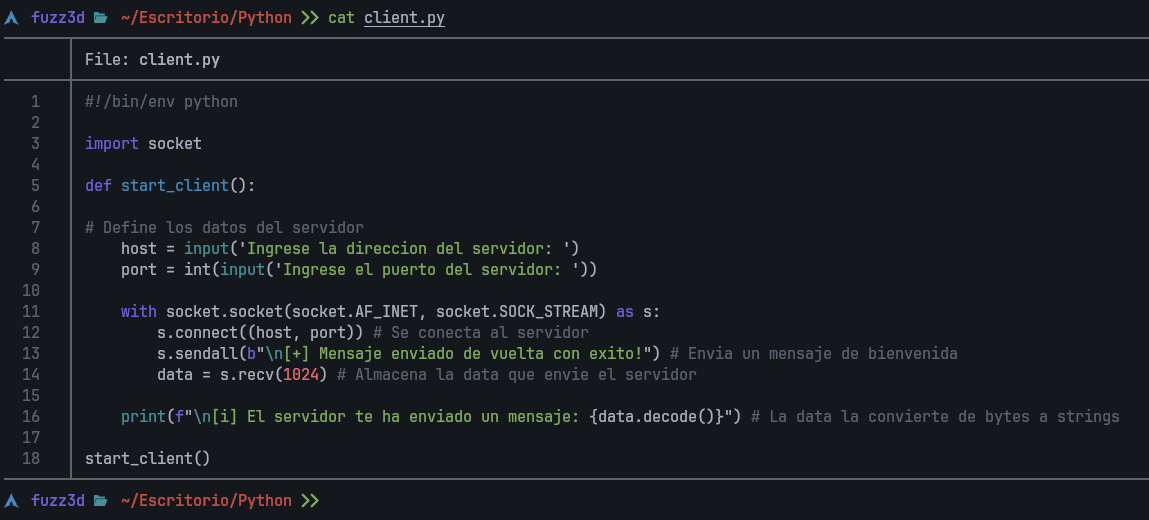 fuzz3d ~/Escritorio/Python >> cat client.py
File: client.py
1 #!/bin/env python
2
3 import socket
4
5 def start_client():
6
7 # Define los datos del servidor
8     host = input('Ingrese la direccion del servidor: ')
9     port = int(input('Ingrese el puerto del servidor: '))
10
11     with socket.socket(socket.AF_INET, socket.SOCK_STREAM) as s:
12         s.connect((host, port)) # Se conecta al servidor
13         s.sendall(b"\n[+] Mensaje enviado de vuelta con exito!") # Envia un mensaje de bienvenida
14         data = s.recv(1024) # Almacena la data que envie el servidor
15
16     print(f"\n[i] El servidor te ha enviado un mensaje: {data.decode()}") # La data la convierte de bytes a strings
17
18 start_client()
fuzz3d ~/Escritorio/Python >>